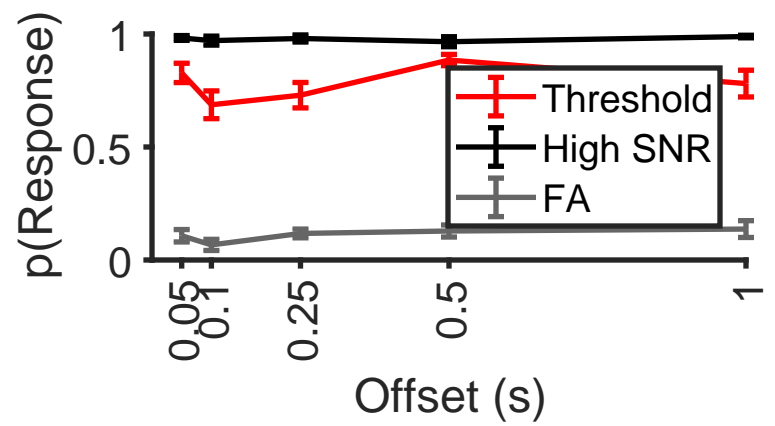 p(Response)
1
0.5
0
Threshold
High SNR
FA
0.05
0.1
0.25
0.5
1
Offset (s)